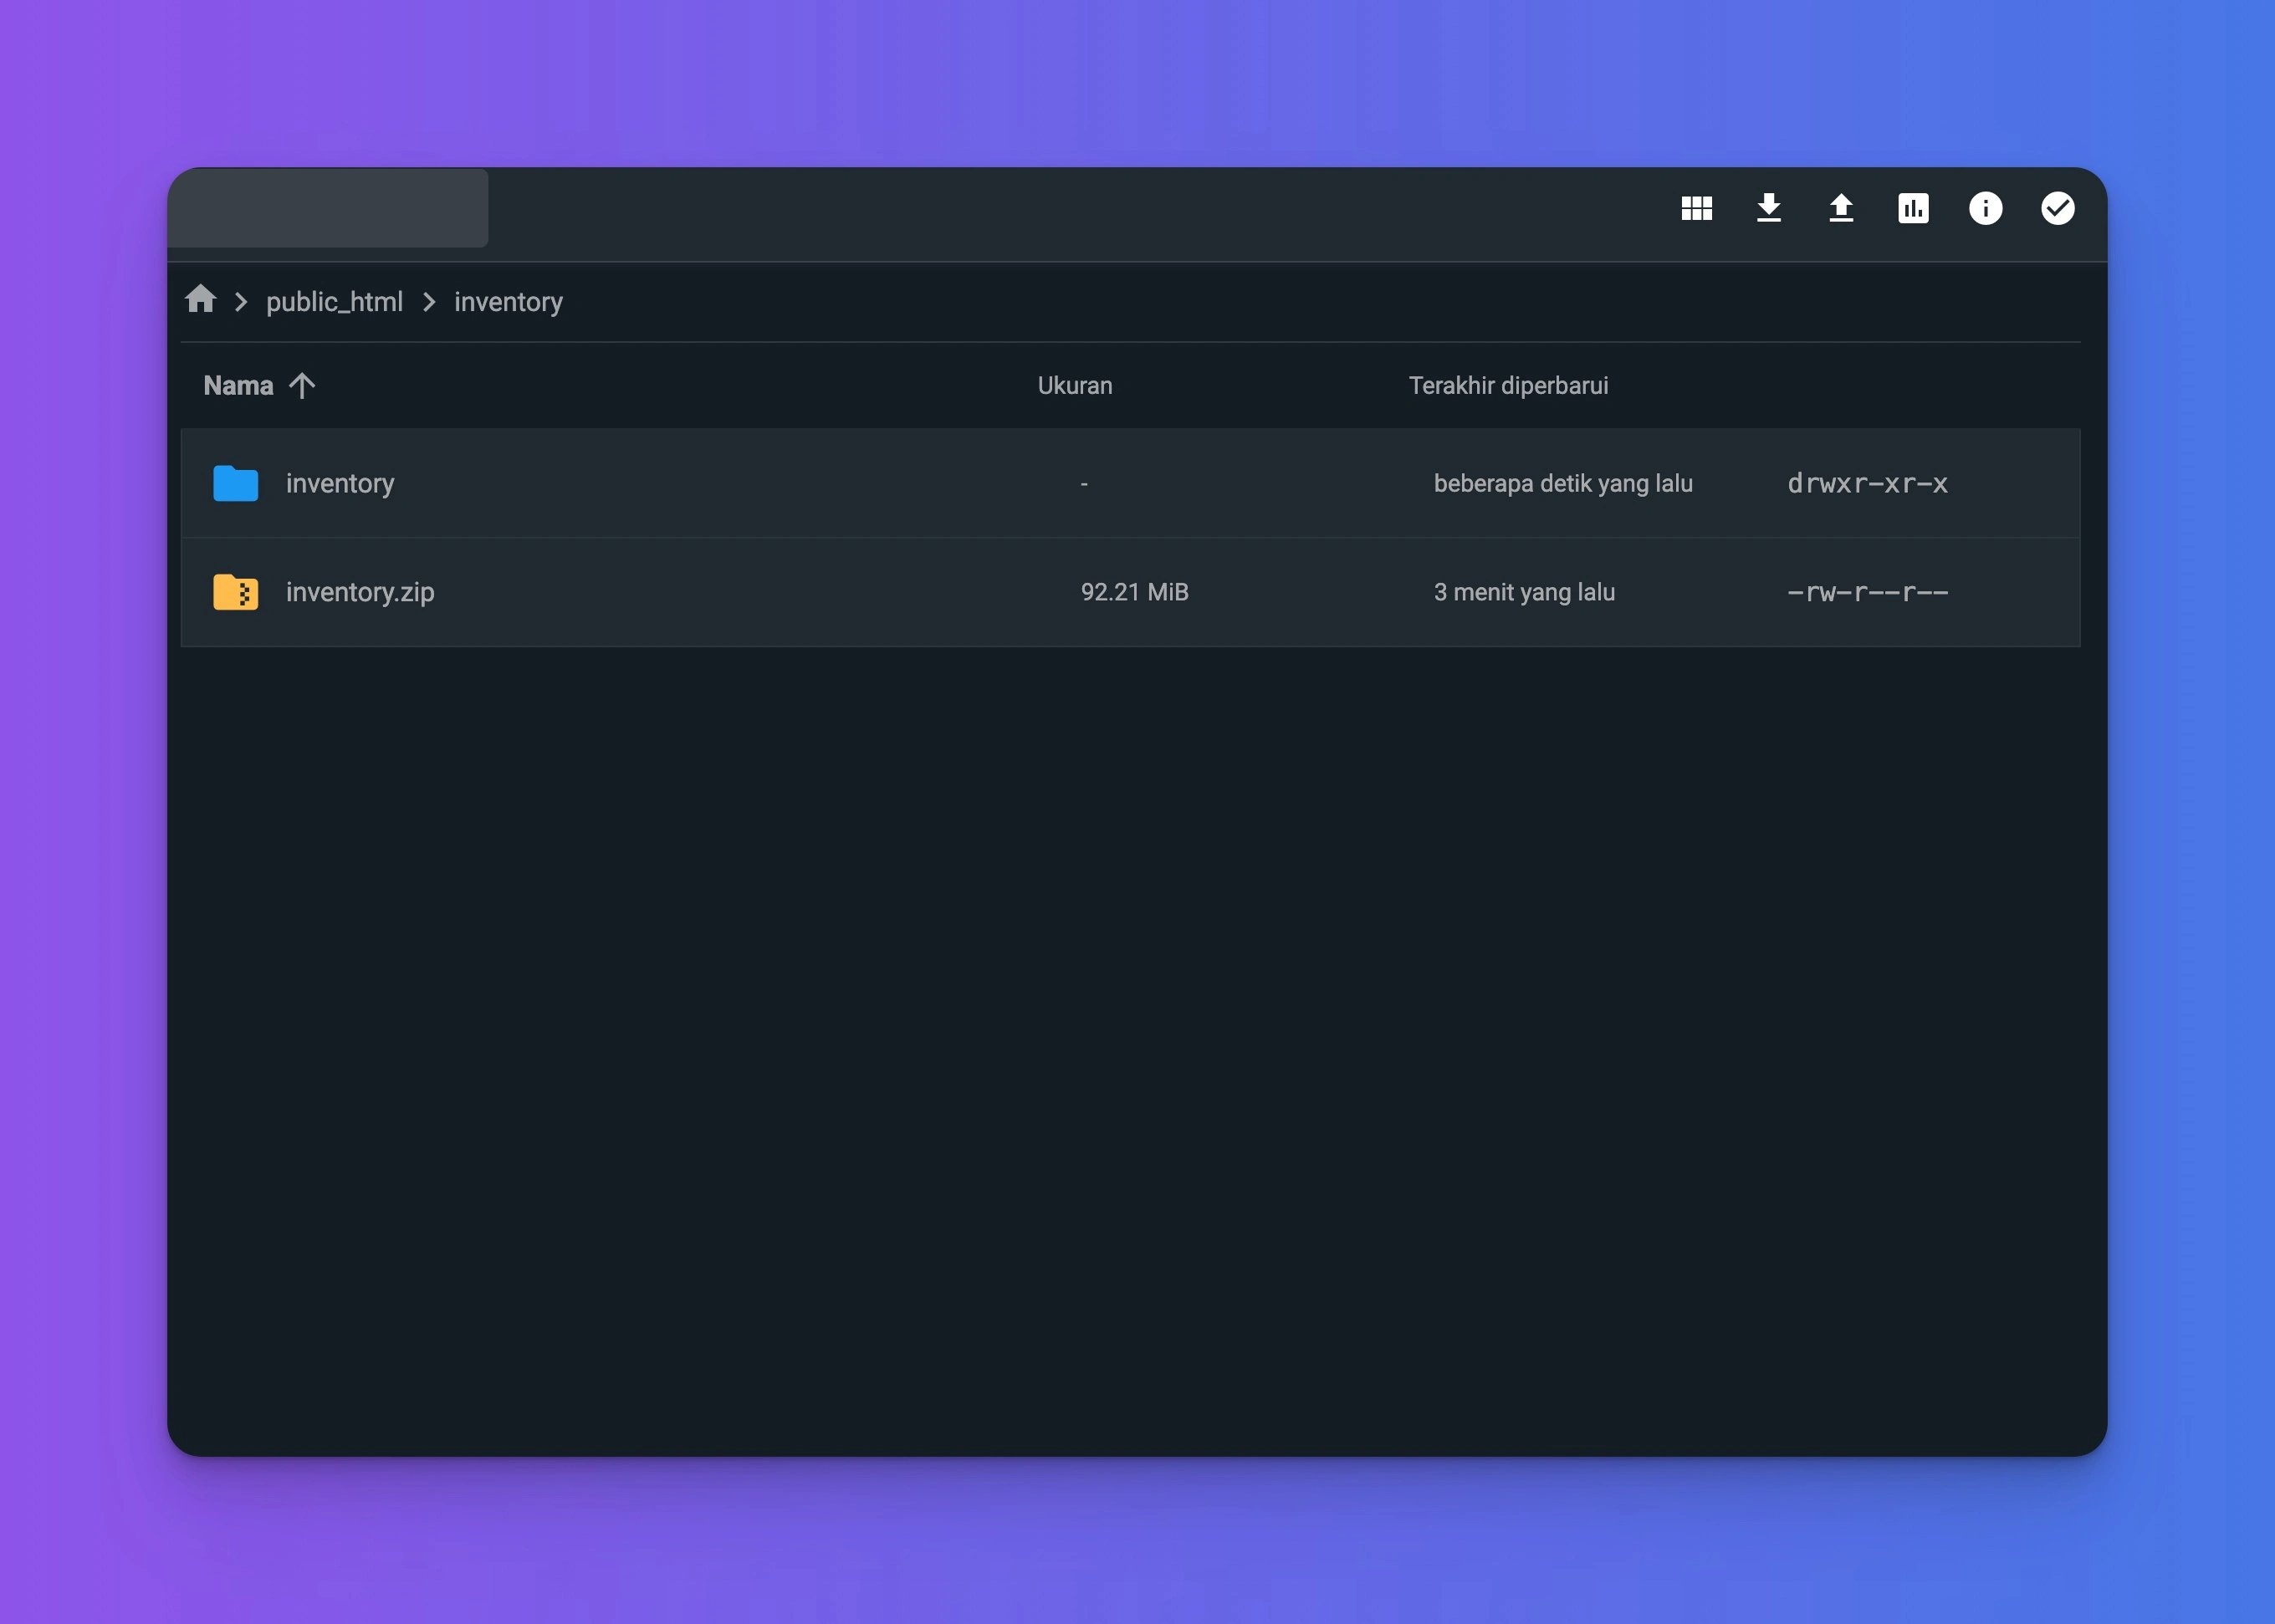 public_html inventory
Nama Ukuran Terakhir diperbarui
inventory - beberapa detik yang lalu drwxr-xr-x
inventory.zip 92.21 MiB 3 menit yang lalu -rw-r--r--